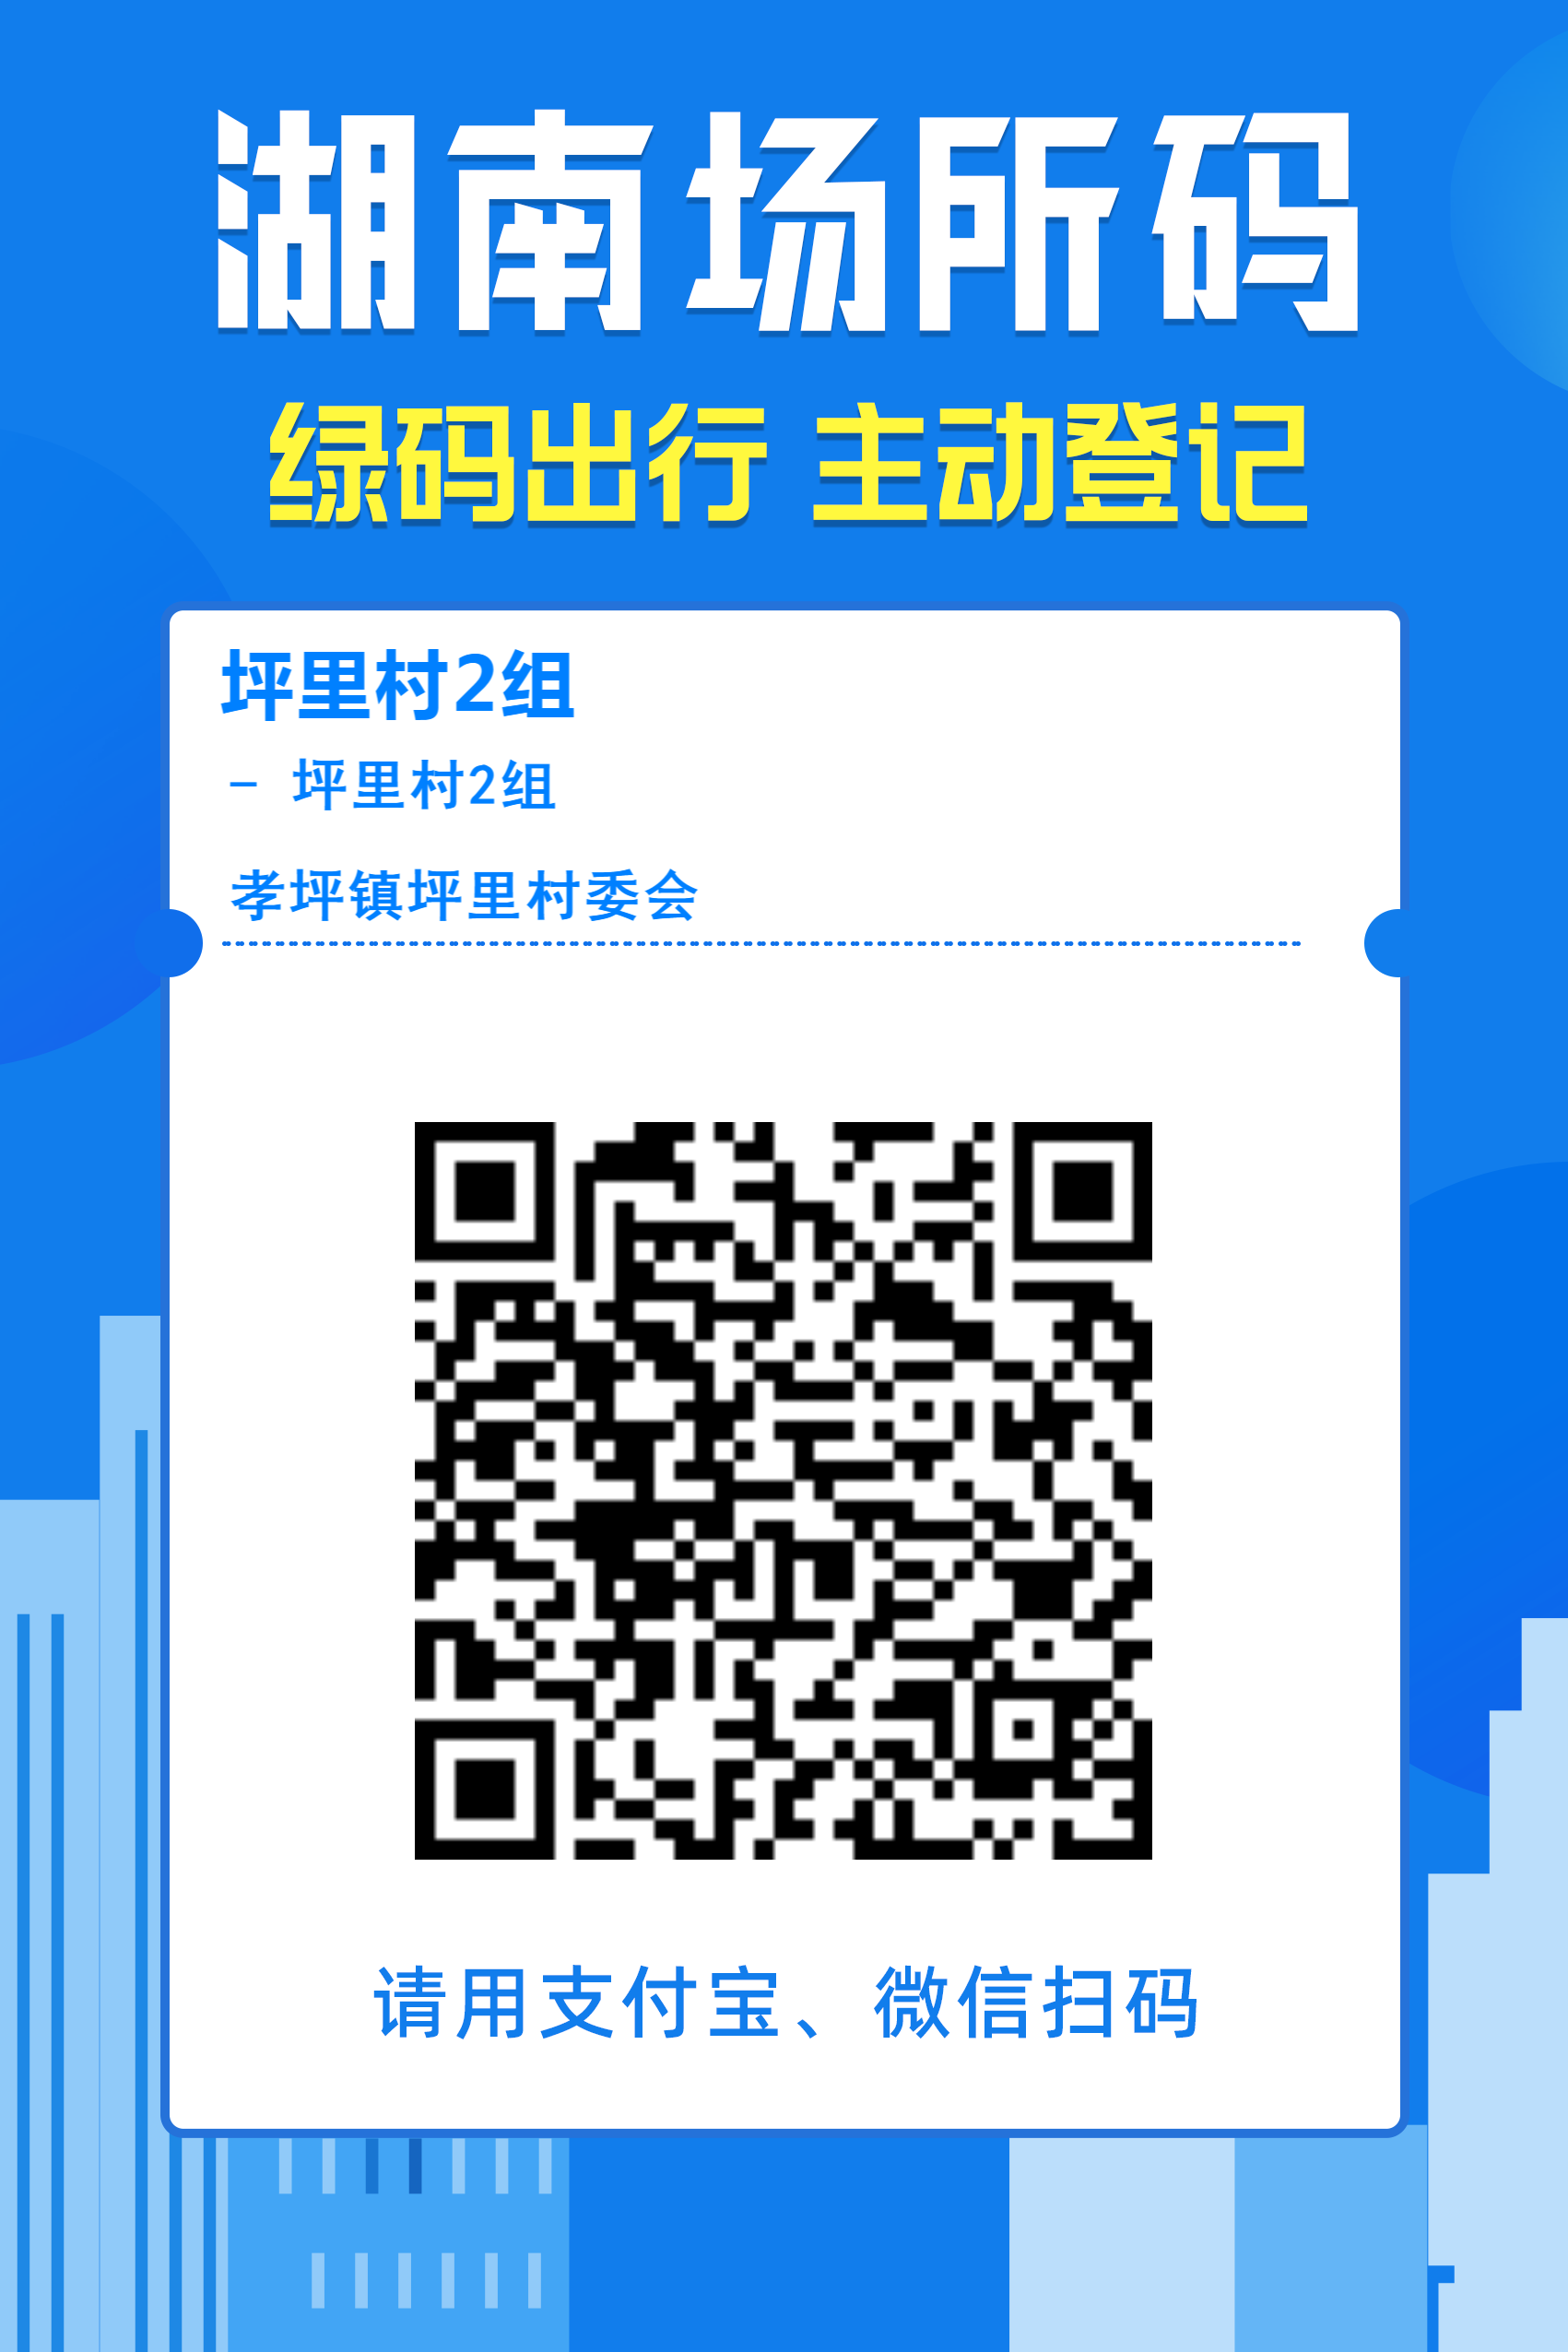 湖南场所码
绿码出行 主动登记
坪里村2组
- 坪里村2组
孝坪镇坪里村委会
请用支付宝、微信扫码